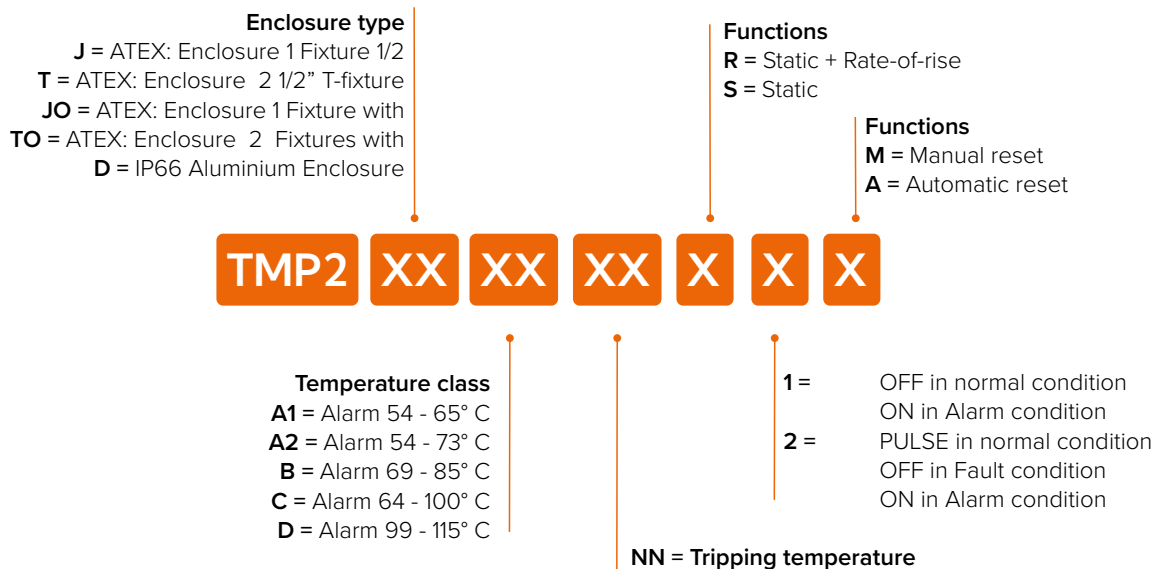 Enclosure type
J = ATEX: Enclosure 1 Fixture 1/2
T = ATEX: Enclosure 2 1/2” T-fixture
JO = ATEX: Enclosure 1 Fixture with
TO = ATEX: Enclosure 2 Fixtures with
D = IP66 Aluminium Enclosure
Functions
R = Static + Rate-of-rise
S = Static
Functions
M = Manual reset
A = Automatic reset
TMP2 XX XX XX X X X
Temperature class
A1 = Alarm 54 - 65° C
A2 = Alarm 54 - 73° C
B = Alarm 69 - 85° C
C = Alarm 64 - 100° C
D = Alarm 99 - 115° C
1 = OFF in normal condition
ON in Alarm condition
2 = PULSE in normal condition
OFF in Fault condition
ON in Alarm condition
NN = Tripping temperature